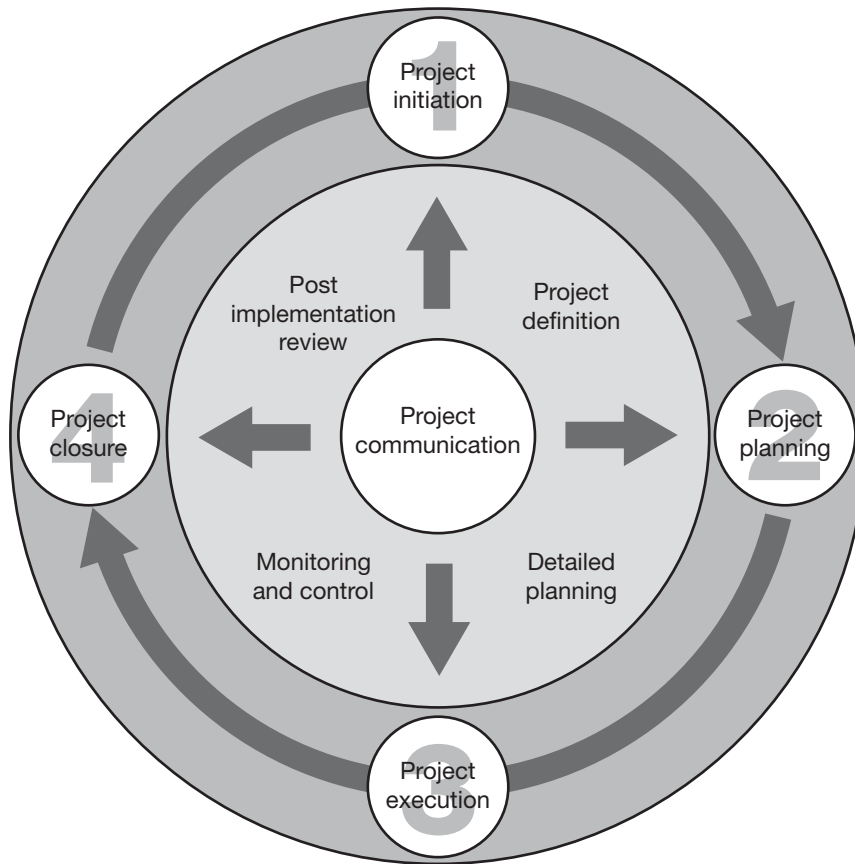 1
Project
initiation
Post
implementation
review
Project
definition
4
Project
closure
Project
communication
2
Project
planning
Monitoring
and control
Detailed
planning
3
Project
execution